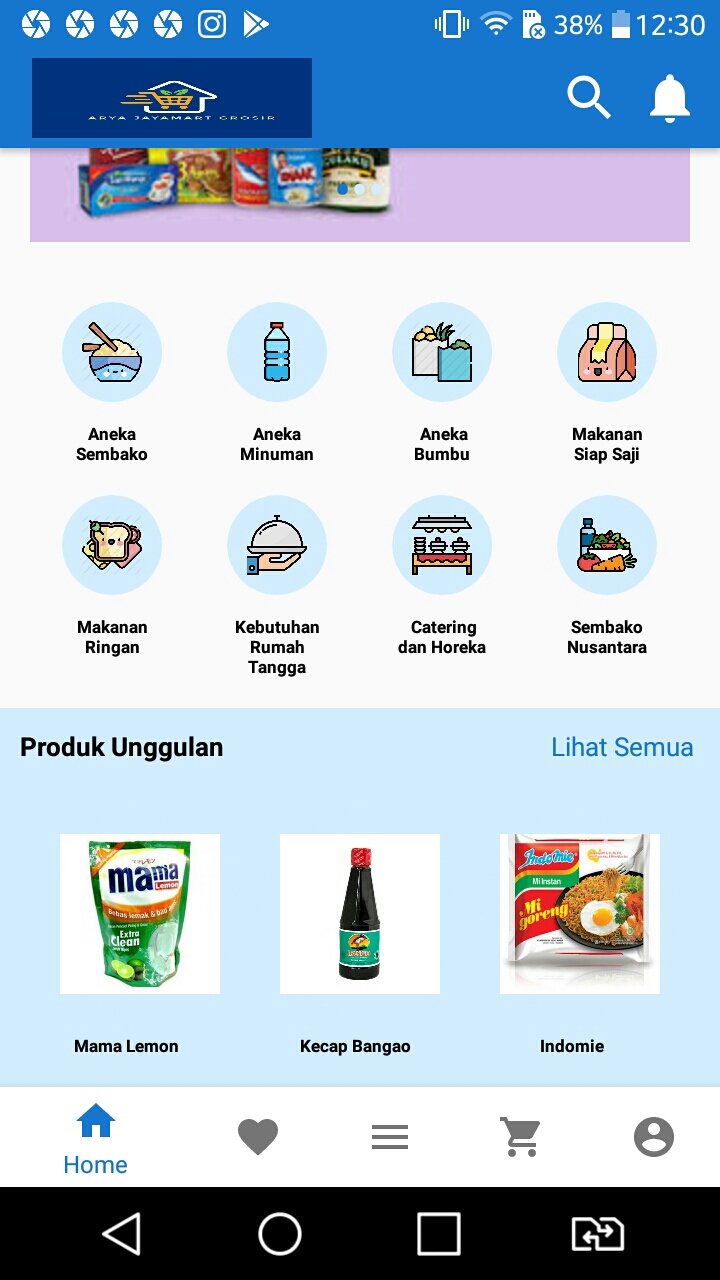 38% 12:30
ARYA JAYAMART GROSIR
Aneka
Sembako
Aneka
Minuman
Aneka
Bumbu
Makanan
Siap Saji
Makanan
Ringan
Kebutuhan
Rumah
Tangga
Catering
dan Horeka
Sembako
Nusantara
Produk Unggulan
Lihat Semua
mama
Lemon
Bebas lemak & bau
Extra
Clean
Indomie
Mi Instan
Mi
goreng
Mama Lemon
Kecap Bangao
Indomie
Home